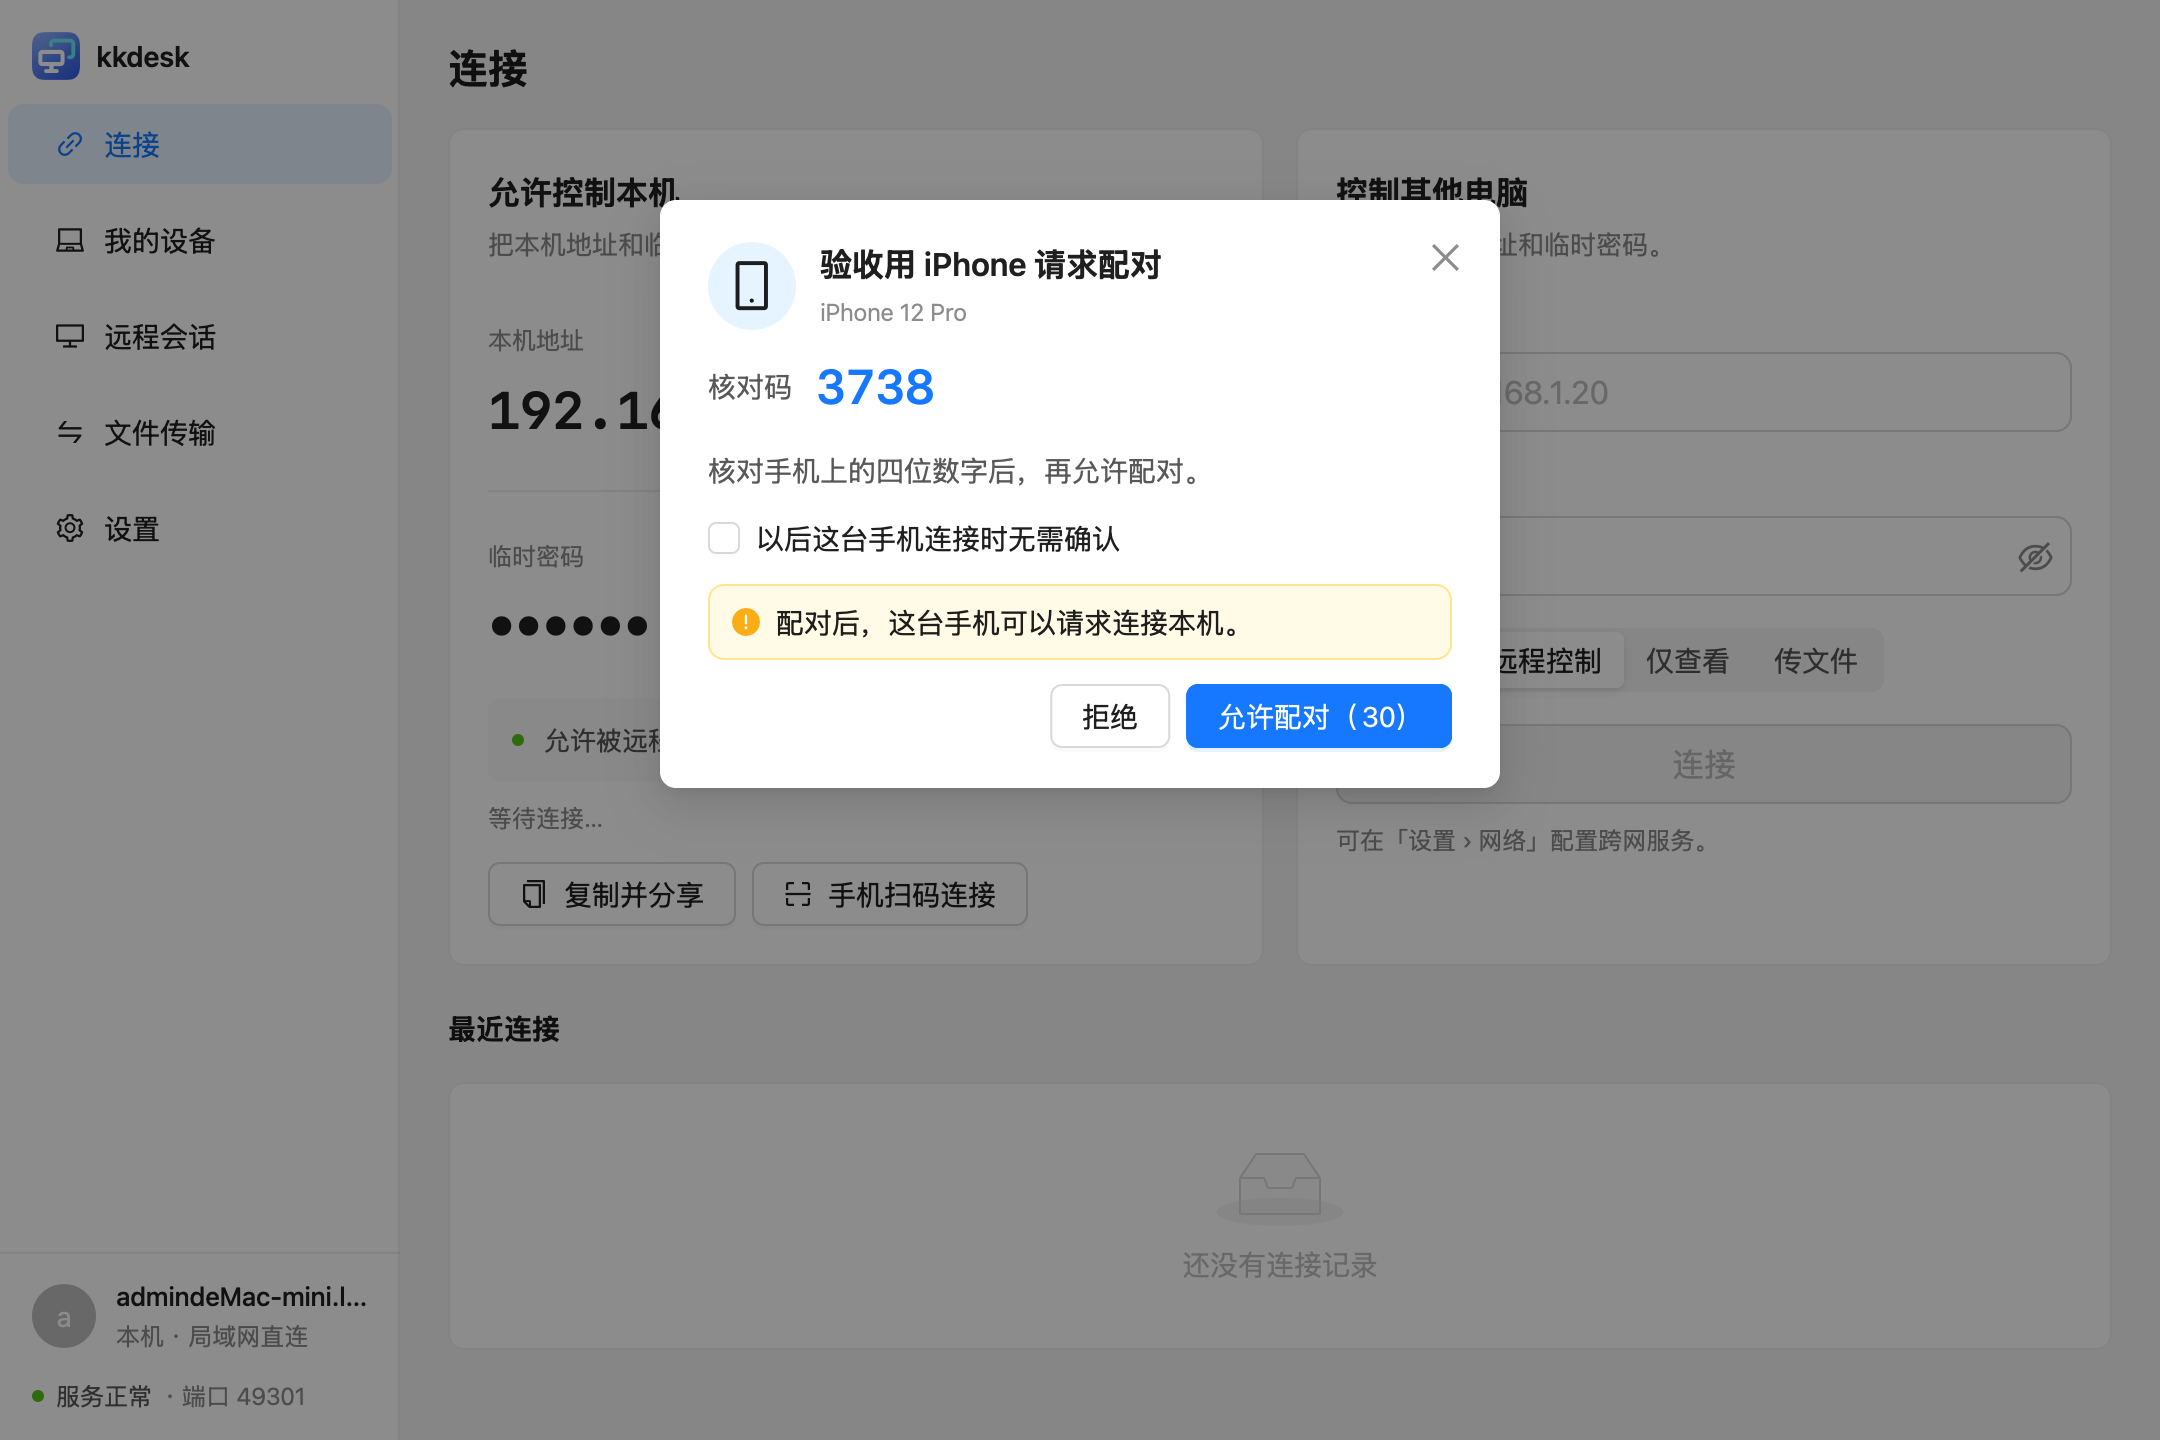 kkdesk
连接
我的设备
远程会话
文件传输
设置
admindeMac-mini.l...
a
本机 · 局域网直连
服务正常 · 端口 49301
连接
允许控制本机
把本机地址和临
本机地址
192.16
临时密码
●●●●●●
允许被远程
等待连接...
复制并分享
手机扫码连接
控制其他电脑
址和临时密码。
68.1.20
远程控制
仅查看
传文件
连接
可在「设置 › 网络」配置跨网服务。
验收用 iPhone 请求配对
iPhone 12 Pro
核对码 3738
核对手机上的四位数字后，再允许配对。
以后这台手机连接时无需确认
配对后，这台手机可以请求连接本机。
拒绝
允许配对（30）
最近连接
还没有连接记录